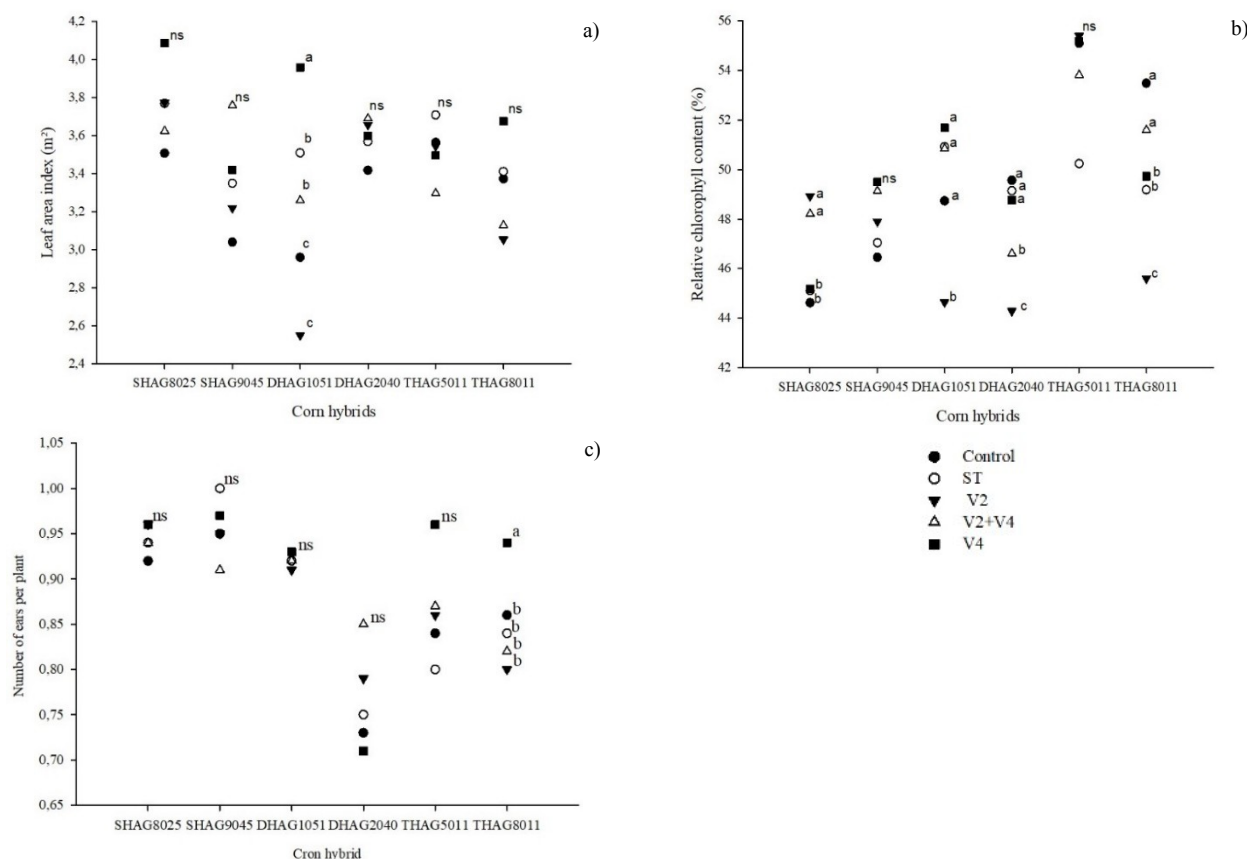 a)
Leaf area index (m²)
4,2
4,0
3,8
3,6
3,4
3,2
3,0
2,8
2,6
2,4
ns
ns
a
b
b
c
c
ns
ns
ns
SHAG8025 SHAG9045 DHAG1051 DHAG2040 THAG5011 THAG8011
Corn hybrids
b)
Relative chlorophyll content (%)
56
54
52
50
48
46
44
42
a
a
b
b
ns
a
a
a
b
a
a
a
b
c
ns
a
a
b
b
c
SHAG8025 SHAG9045 DHAG1051 DHAG2040 THAG5011 THAG8011
Corn hybrids
Control
ST
V2
V2+V4
V4
c)
Number of ears per plant
1,05
1,00
0,95
0,90
0,85
0,80
0,75
0,70
0,65
ns
ns
ns
ns
ns
a
b
b
b
b
SHAG8025 SHAG9045 DHAG1051 DHAG2040 THAG5011 THAG8011
Cron hybrid